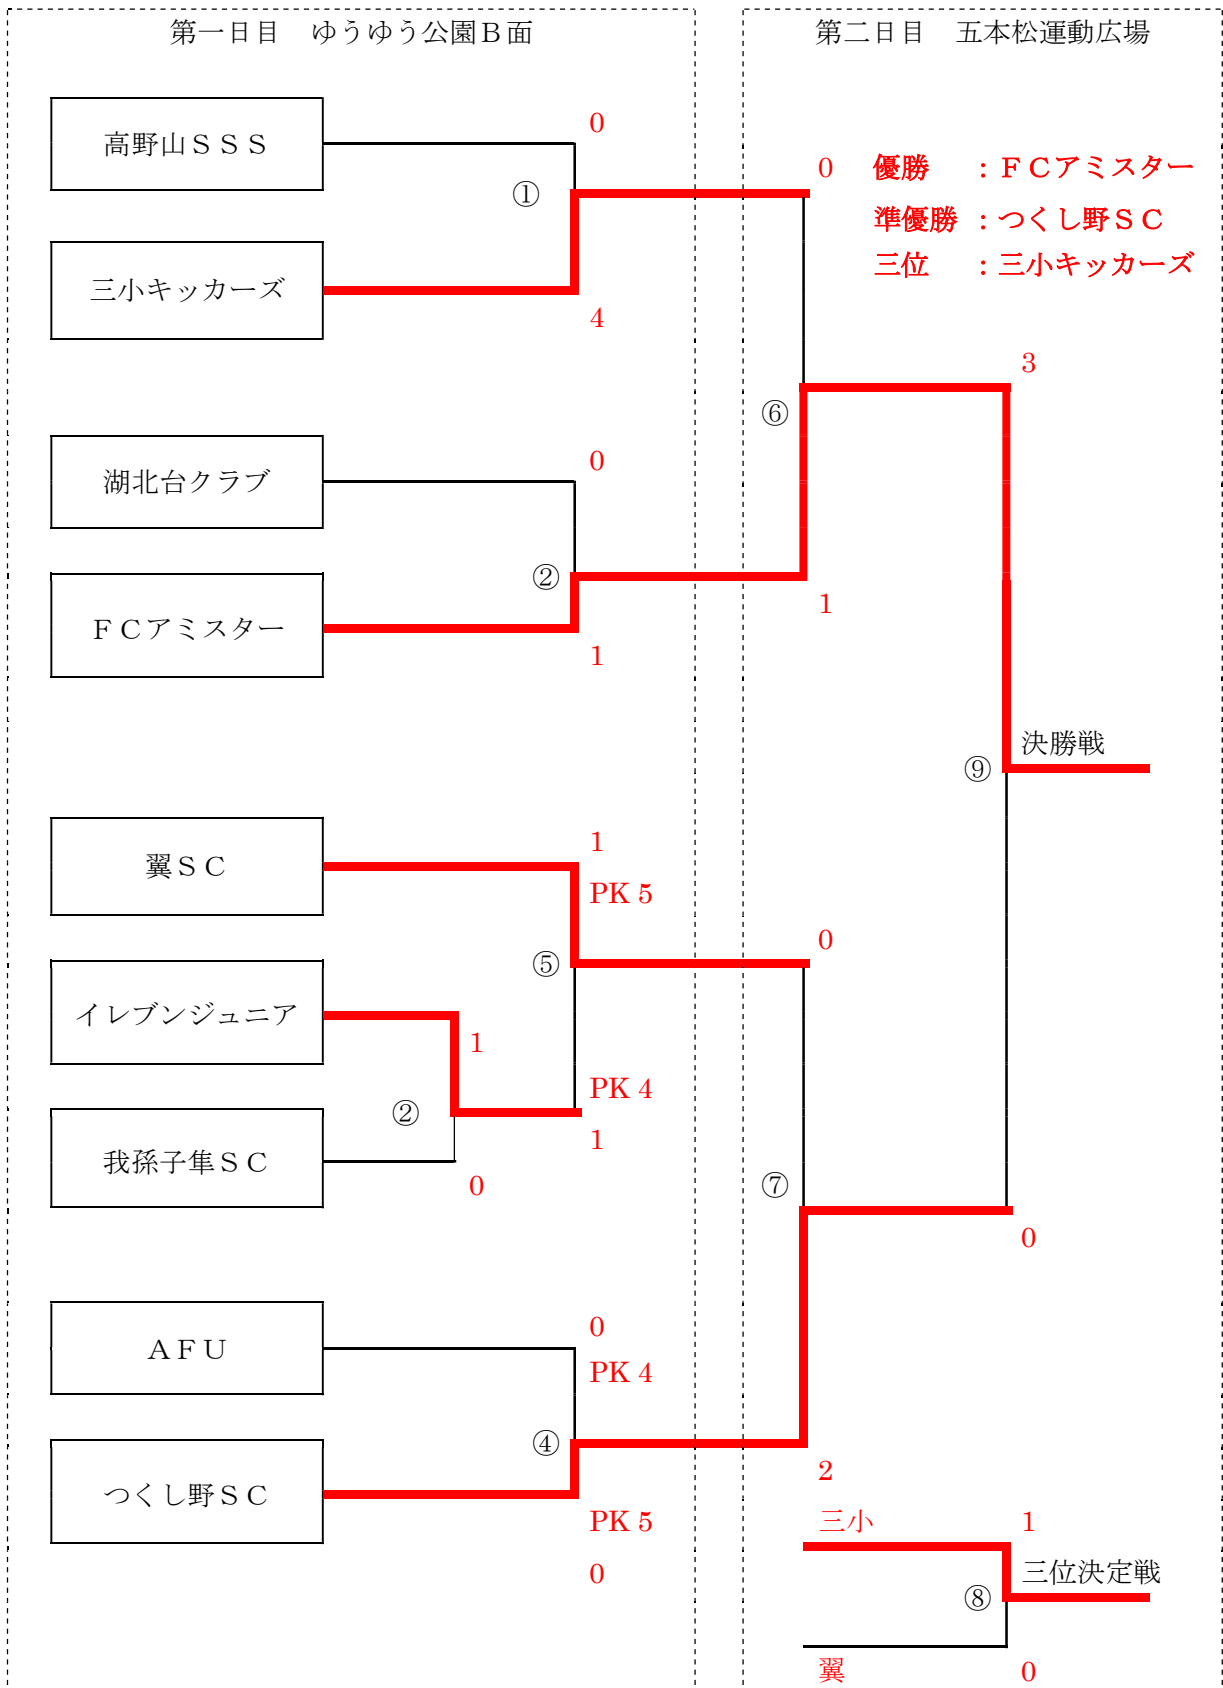 第一日目　ゆうゆう公園Ｂ面
第二日目　五本松運動広場
高野山ＳＳＳ
0
①
三小キッカーズ
4
0
優勝　：ＦＣアミスター
準優勝：つくし野ＳＣ
三位　：三小キッカーズ
湖北台クラブ
0
②
ＦＣアミスター
1
⑥
1
3
決勝戦
⑨
翼ＳＣ
1
PK 5
⑤
0
イレブンジュニア
1
②
PK 4
1
我孫子隼ＳＣ
0
⑦
0
ＡＦＵ
0
PK 4
④
つくし野ＳＣ
PK 5
0
2
三小
1
三位決定戦
⑧
翼
0